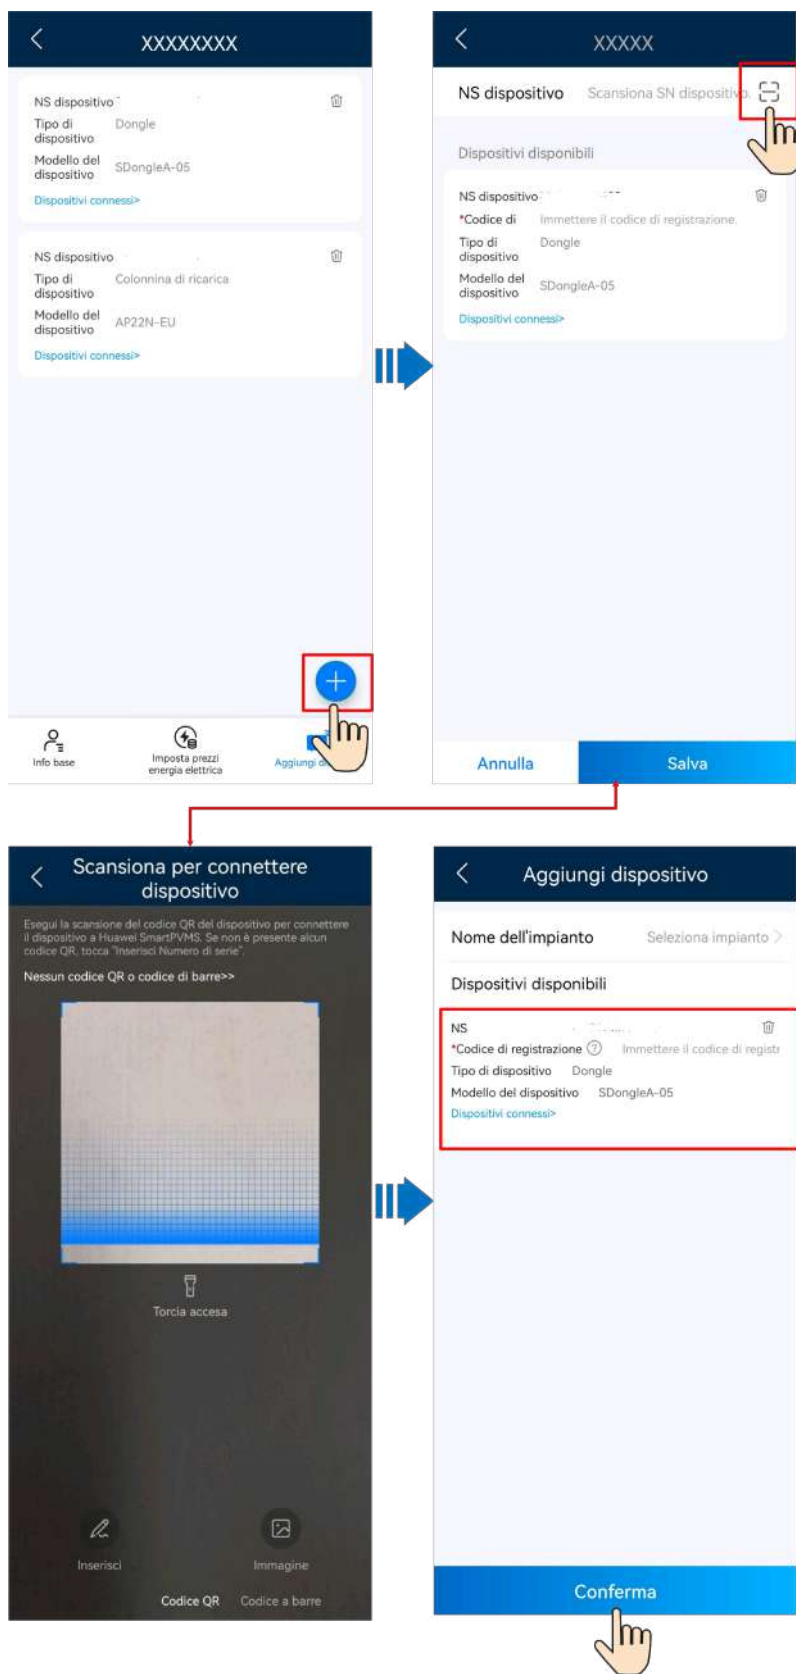 XXXXXXXX
NS dispositivo
Tipo di dispositivo Dongle
Modello del dispositivo SDongleA-05
Dispositivi connessi>
NS dispositivo
Tipo di dispositivo Colonnina di ricarica
Modello del dispositivo AP22N-EU
Dispositivi connessi>
Info base
Imposta prezzi
energia elettrica
Aggiungi
XXXXX
NS dispositivo Scansiona SN dispositivo.
Dispositivi disponibili
NS dispositivo
*Codice di Immettere il codice di registrazione.
Tipo di dispositivo Dongle
Modello del dispositivo SDongleA-05
Dispositivi connessi>
Annulla Salva
Scansiona per connettere
dispositivo
Esegui la scansione del codice QR del dispositivo per connettere
il dispositivo a Huawei SmartPVMS. Se non è presente alcun
codice QR, tocca "Inserisci Numero di serie".
Nessun codice QR o codice di barre>>
Torcia accesa
Inserisci Immagine
Codice QR Codice a barre
Aggiungi dispositivo
Nome dell'impianto Seleziona impianto >
Dispositivi disponibili
NS
*Codice di registrazione ? Immettere il codice di registr
Tipo di dispositivo Dongle
Modello del dispositivo SDongleA-05
Dispositivi connessi>
Conferma